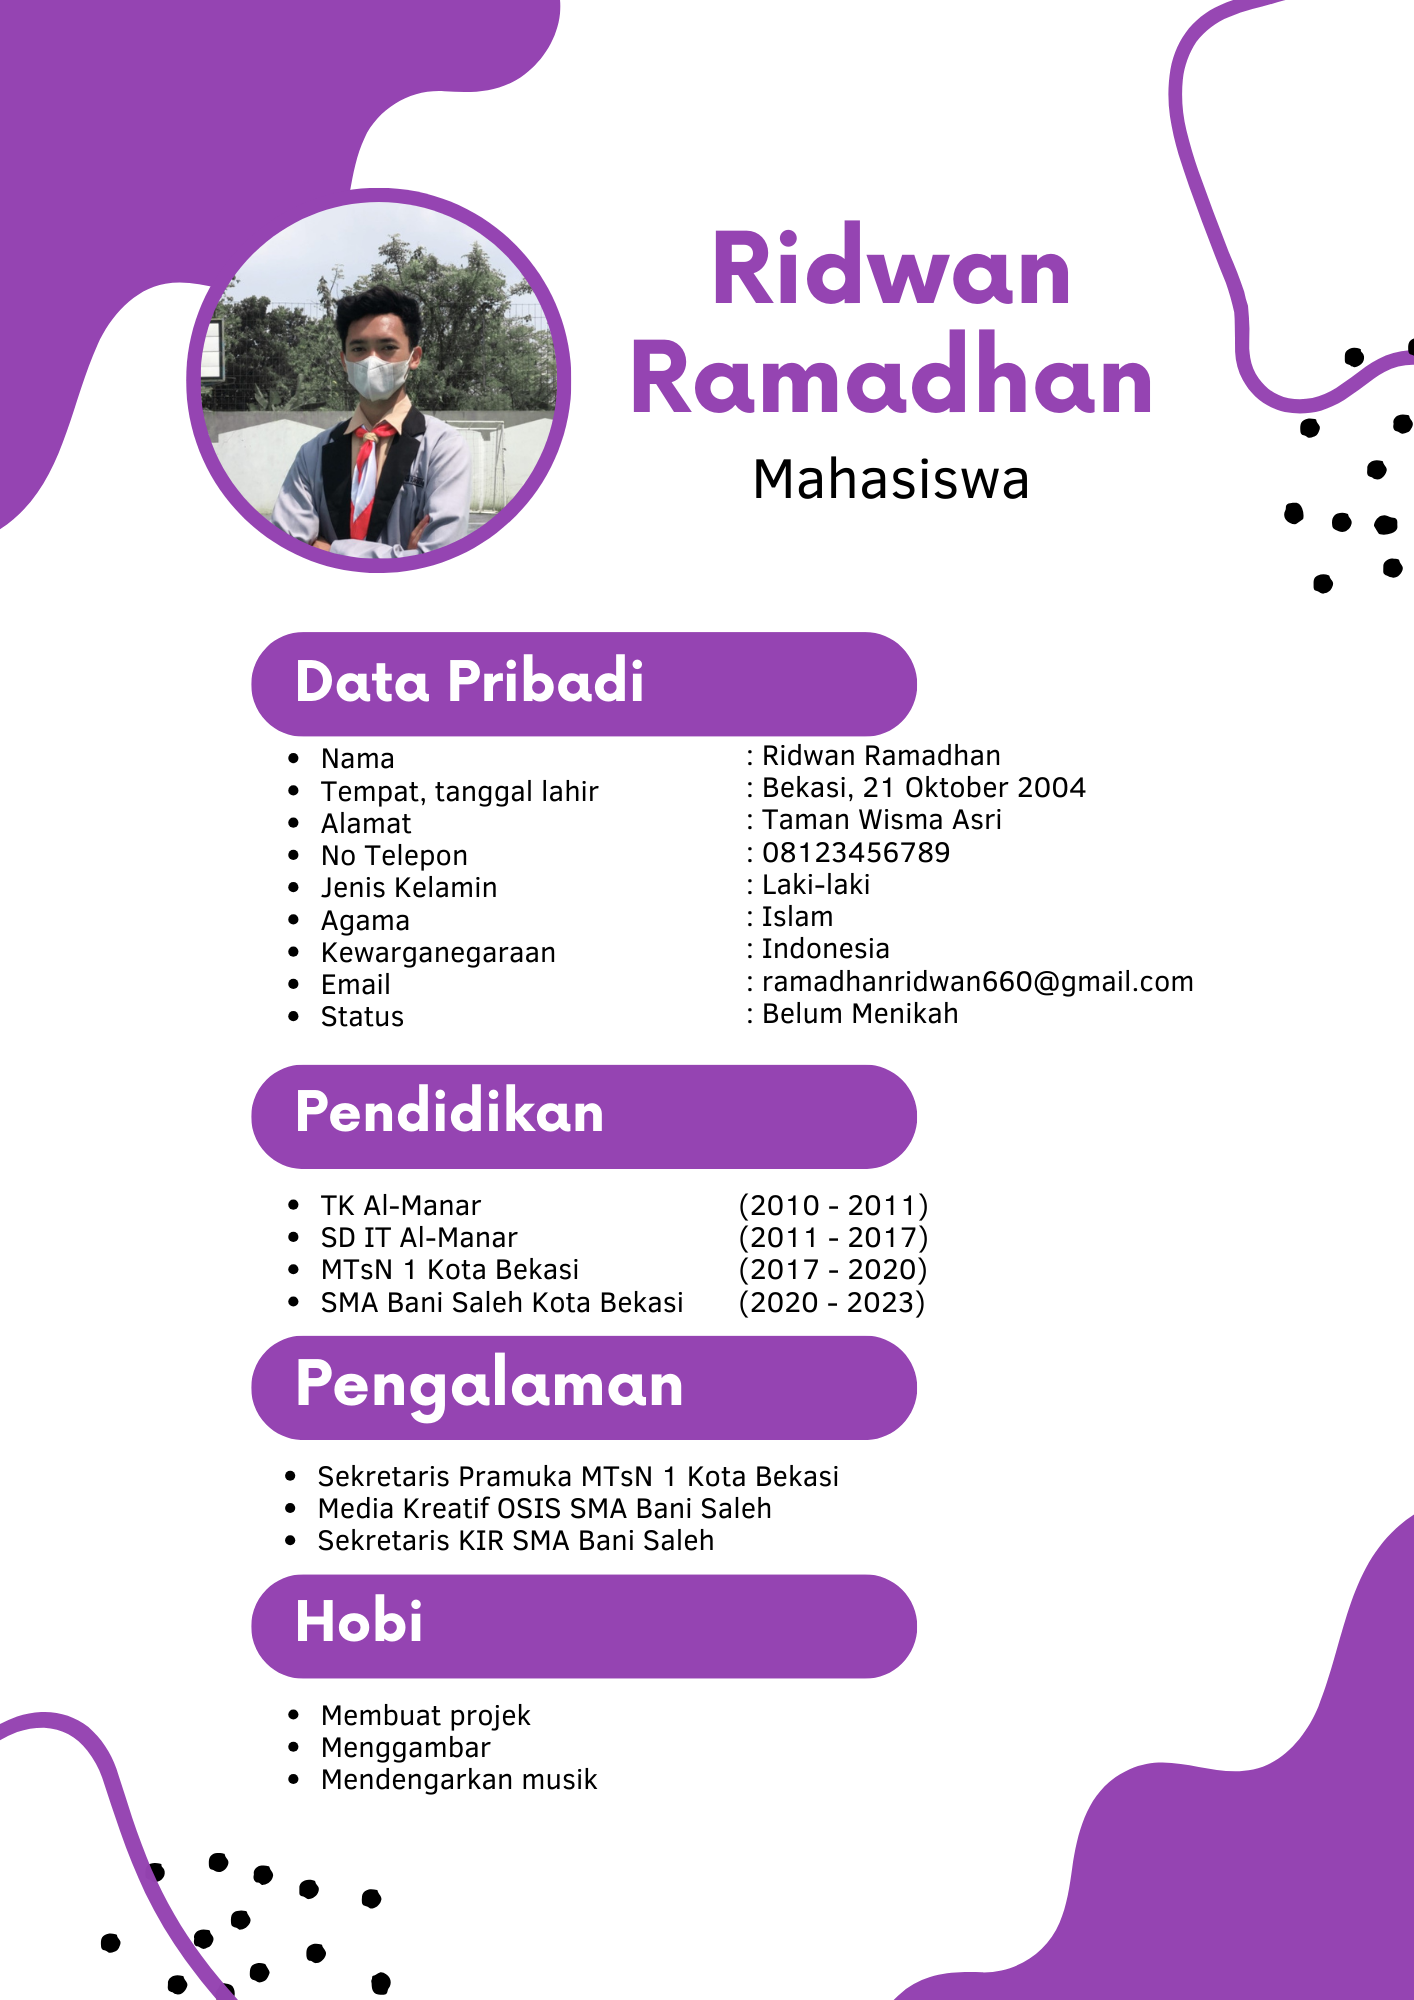 Ridwan
Ramadhan
Mahasiswa
Data Pribadi
• Nama : Ridwan Ramadhan
• Tempat, tanggal lahir : Bekasi, 21 Oktober 2004
• Alamat : Taman Wisma Asri
• No Telepon : 08123456789
• Jenis Kelamin : Laki-laki
• Agama : Islam
• Kewarganegaraan : Indonesia
• Email : ramadhanridwan660@gmail.com
• Status : Belum Menikah
Pendidikan
• TK Al-Manar (2010 - 2011)
• SD IT Al-Manar (2011 - 2017)
• MTsN 1 Kota Bekasi (2017 - 2020)
• SMA Bani Saleh Kota Bekasi (2020 - 2023)
Pengalaman
• Sekretaris Pramuka MTsN 1 Kota Bekasi
• Media Kreatif OSIS SMA Bani Saleh
• Sekretaris KIR SMA Bani Saleh
Hobi
• Membuat projek
• Menggambar
• Mendengarkan musik